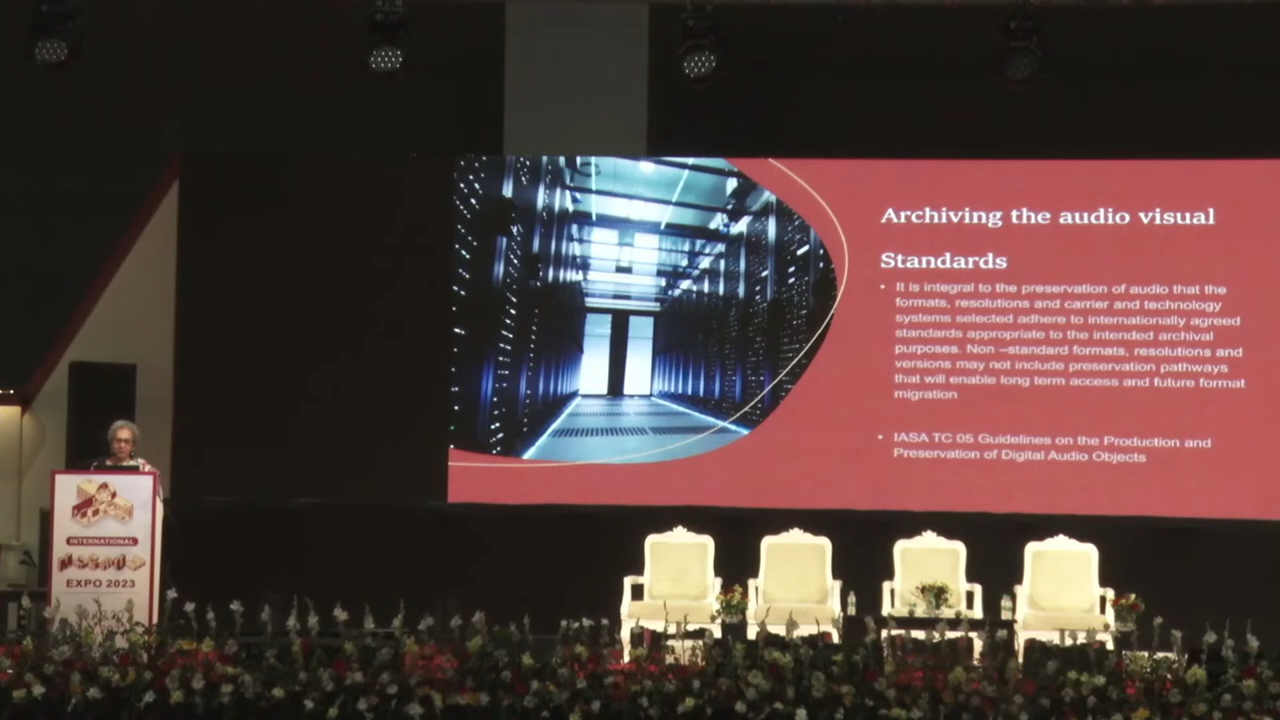 Archiving the audio visual
Standards
• It is integral to the preservation of audio that the
formats, resolutions and carrier and technology
systems selected adhere to internationally agreed
standards appropriate to the intended archival
purposes. Non –standard formats, resolutions and
versions may not include preservation pathways
that will enable long term access and future format
migration
• IASA TC 05 Guidelines on the Production and
Preservation of Digital Audio Objects
INTERNATIONAL
EXPO 2023